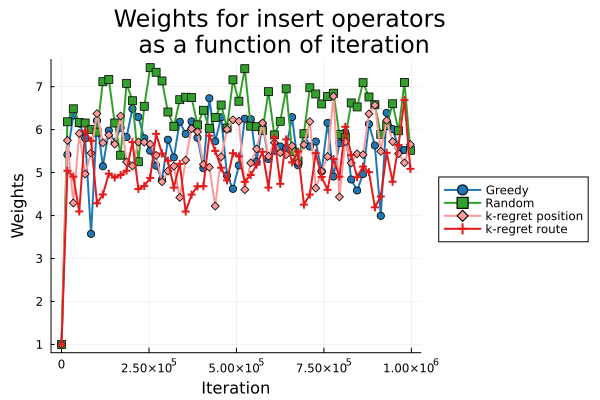 Weights for insert operators
as a function of iteration
Weights
7
6
5
4
3
2
1
0
2.50×10⁵
5.00×10⁵
7.50×10⁵
1.00×10⁶
Iteration
Greedy
Random
k-regret position
k-regret route